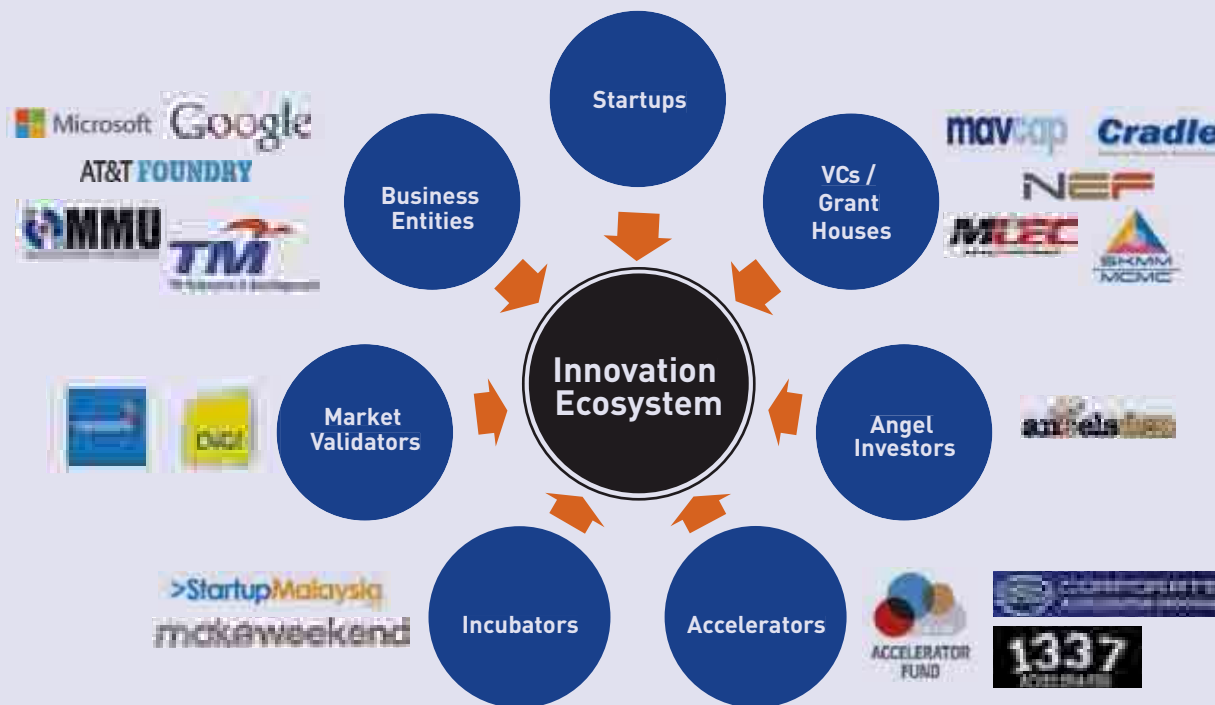 Startups
Microsoft
Google
AT&T FOUNDRY
MMU
TM
Business
Entities
VCs /
Grant
Houses
mavcap
Cradle
NEF
MLEC
SKMM
MCMC
Innovation
Ecosystem
Market
Validators
DiGi
Angel
Investors
>StartupMalaysia
makeweekend
Incubators
Accelerators
ACCELERATOR
FUND
1337